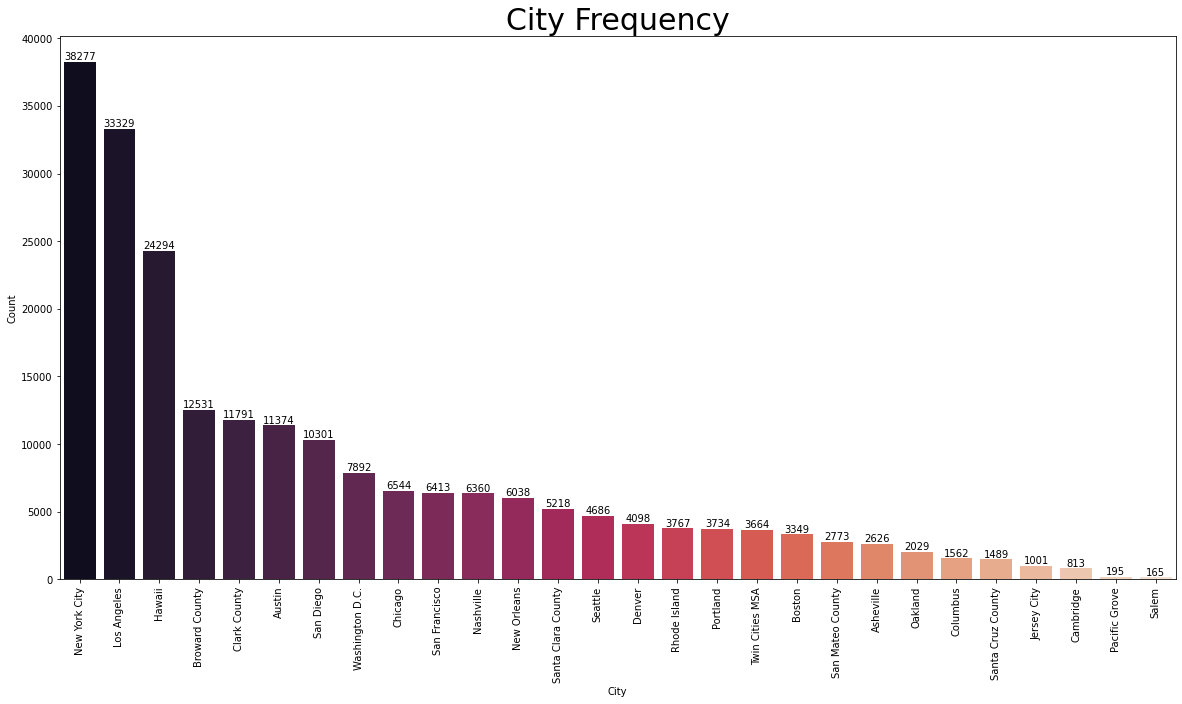 City Frequency
40000
35000
30000
25000
20000
15000
10000
5000
0
Count
38277
33329
24294
12531
11791
11374
10301
7892
6544
6413
6360
6038
5218
4686
4098
3767
3734
3664
3349
2773
2626
2029
1562
1489
1001
813
195
165
New York City
Los Angeles
Hawaii
Broward County
Clark County
Austin
San Diego
Washington D.C.
Chicago
San Francisco
Nashville
New Orleans
Santa Clara County
Seattle
Denver
Rhode Island
Portland
Twin Cities MSA
Boston
San Mateo County
Asheville
Oakland
Columbus
Santa Cruz County
Jersey City
Cambridge
Pacific Grove
Salem
City